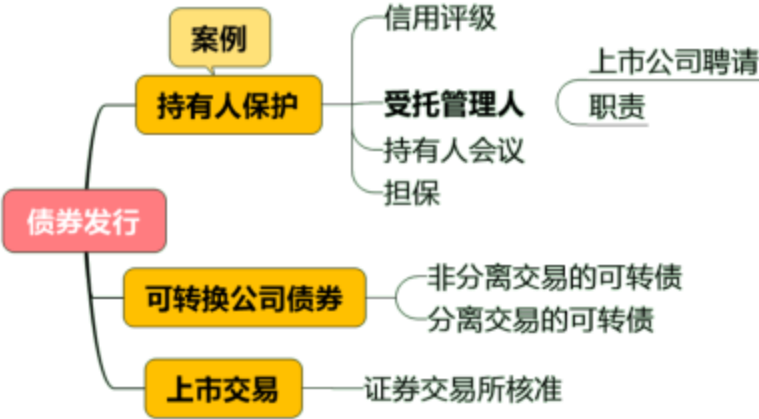 案例
持有人保护
信用评级
受托管理人
上市公司聘请
职责
持有人会议
担保
债券发行
可转换公司债券
非分离交易的可转债
分离交易的可转债
上市交易
证券交易所核准